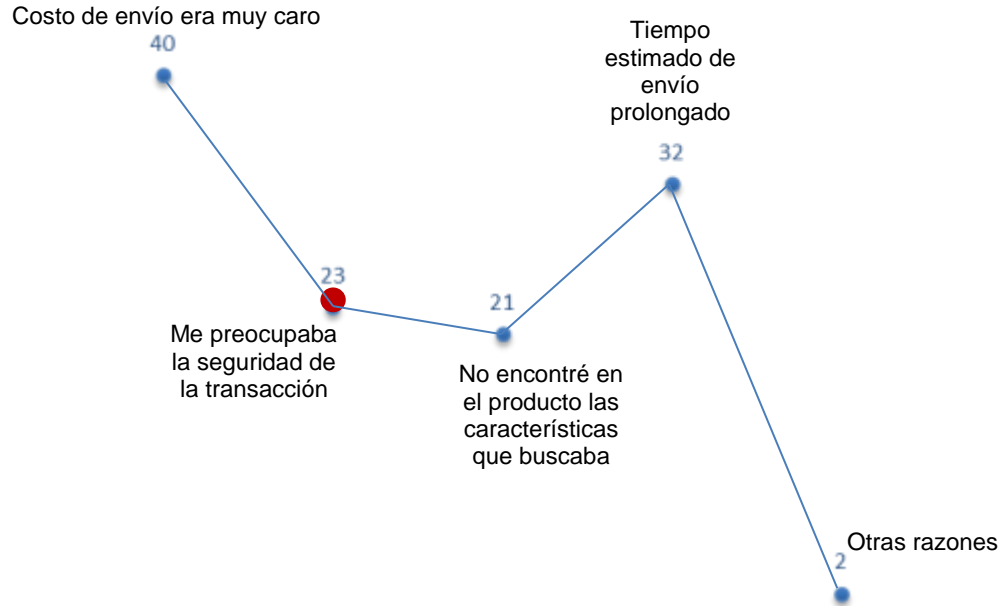 Costo de envío era muy caro
40
Tiempo
estimado de
envío
prolongado
32
23
Me preocupaba
la seguridad de
la transacción
21
No encontré en
el producto las
características
que buscaba
Otras razones
2